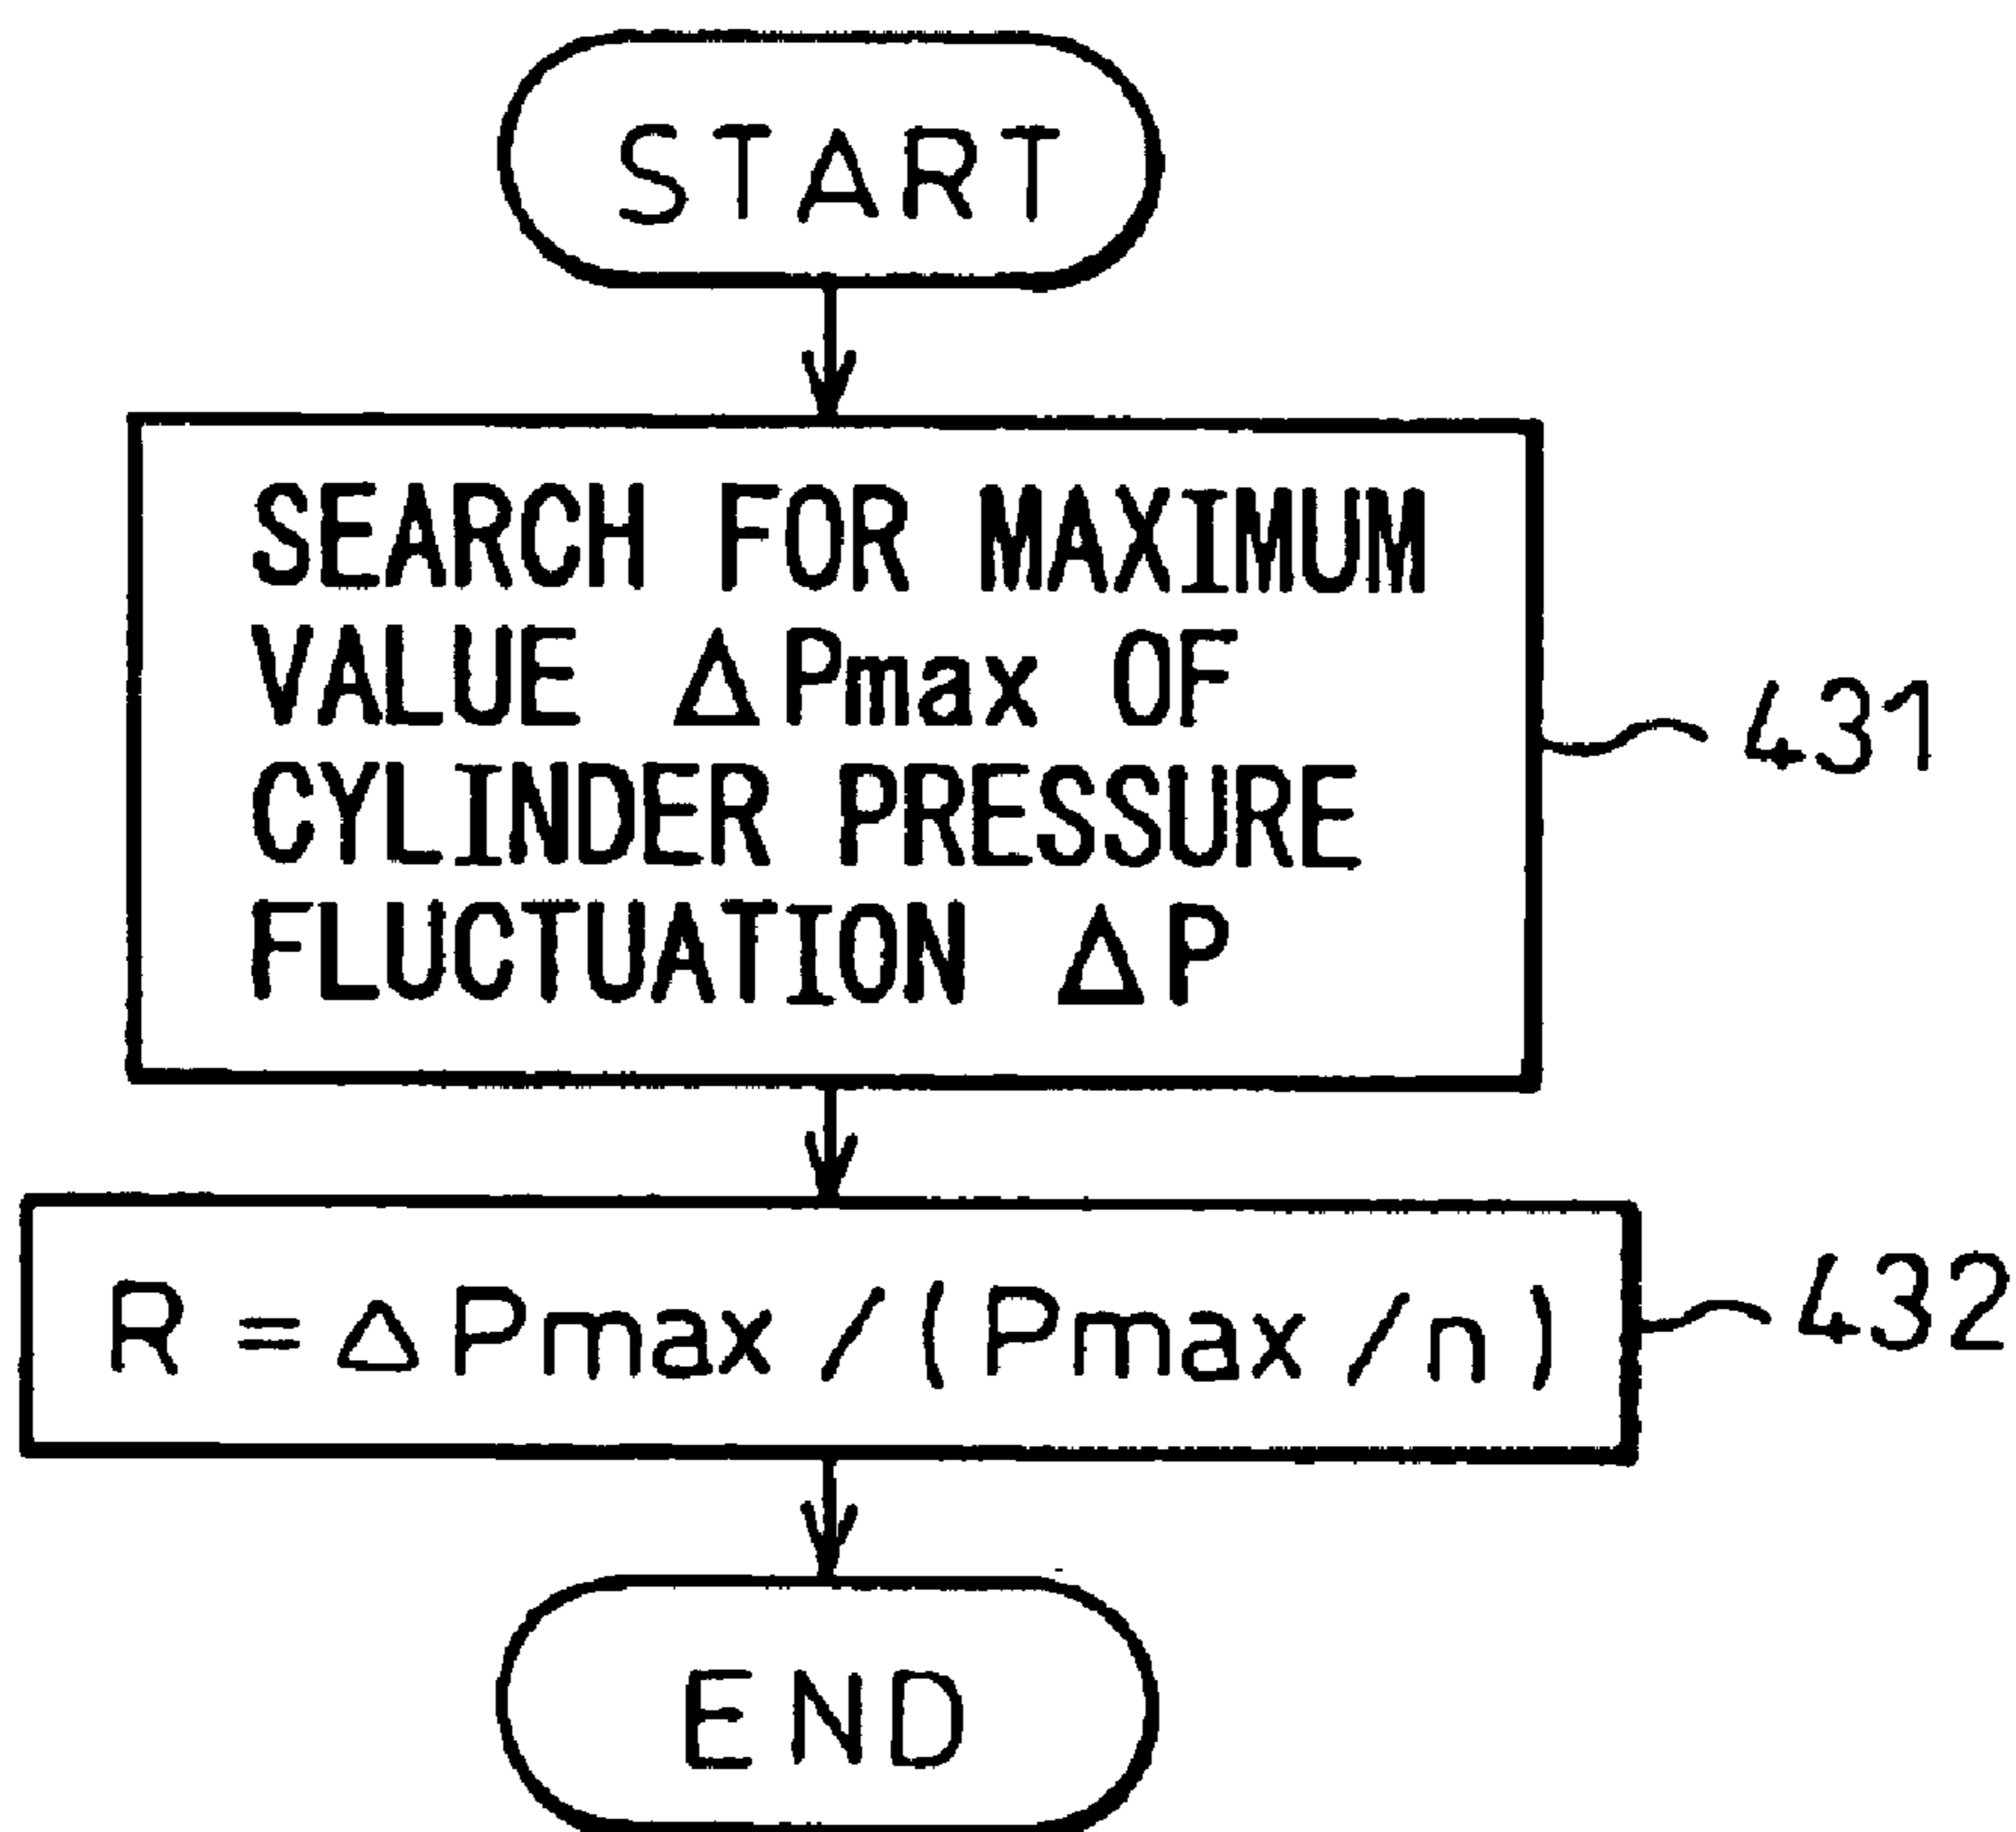 START
SEARCH FOR MAXIMUM
VALUE ΔPmax OF
CYLINDER PRESSURE
FLUCTUATION ΔP
431
R = ΔPmax / (Pmax / n)
432
END